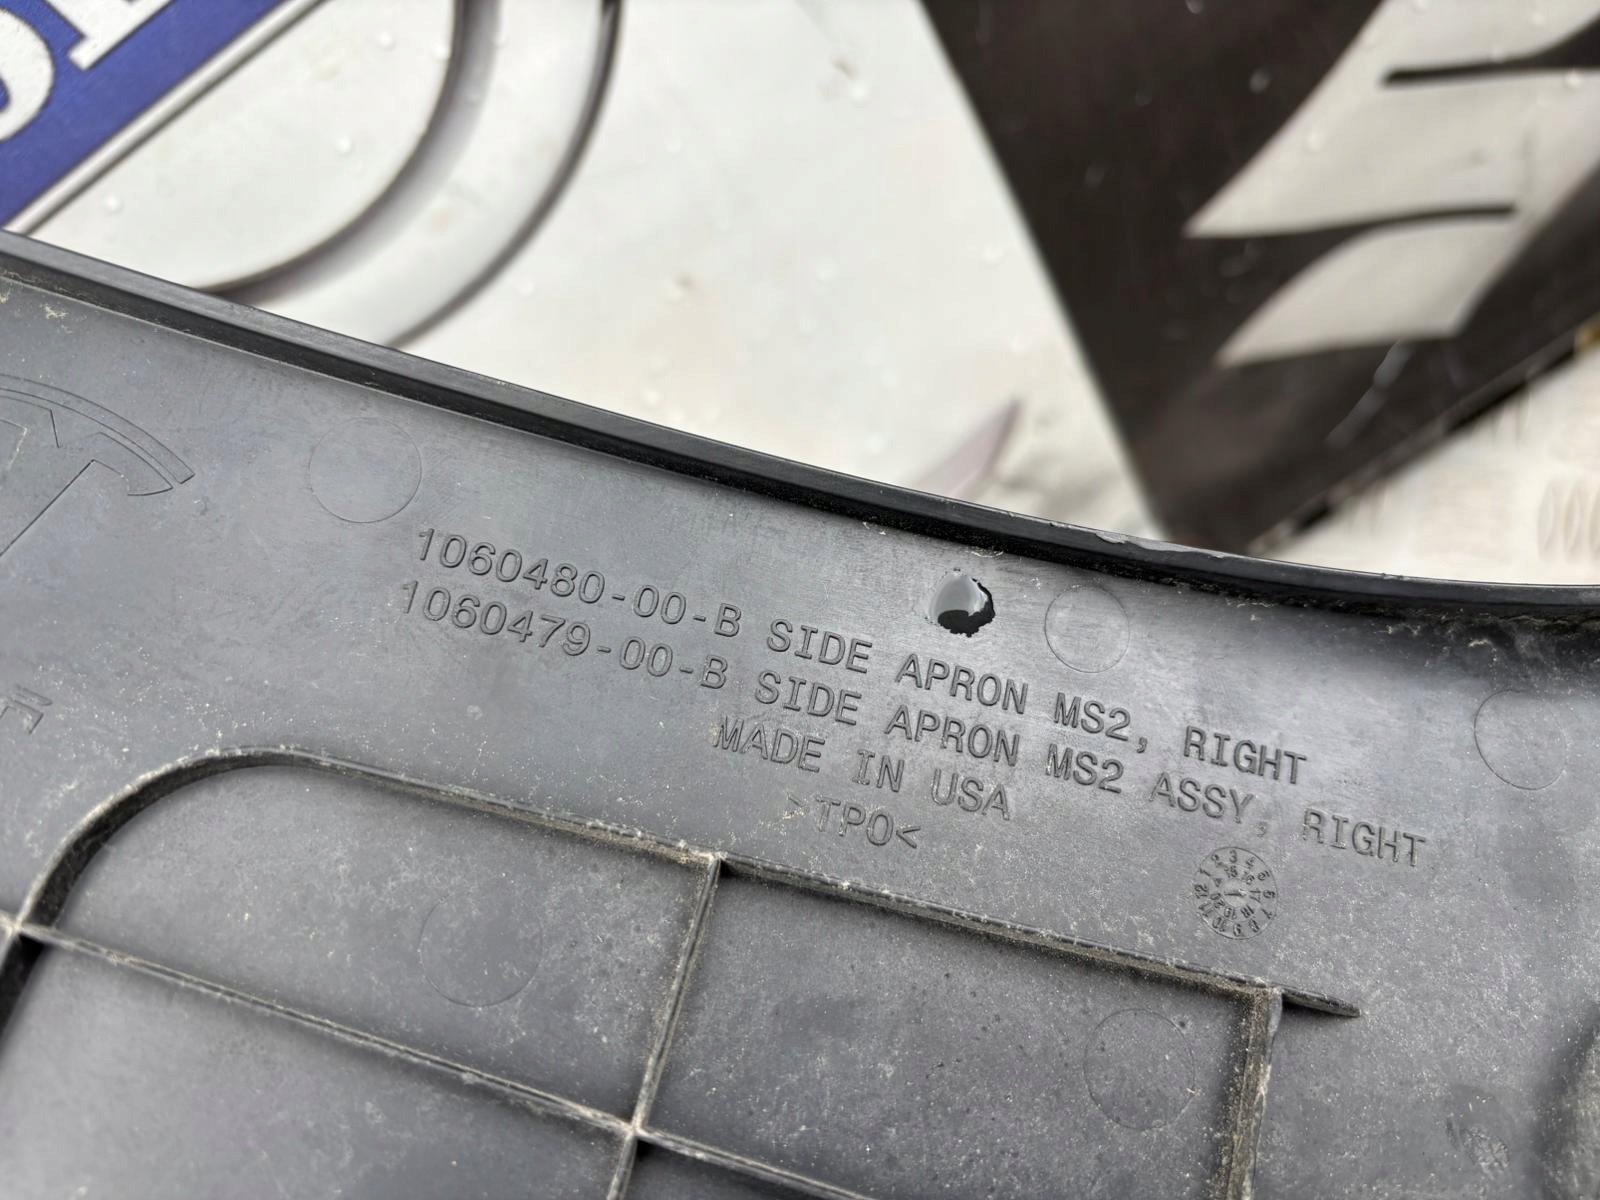 1060480-00-B SIDE APRON MS2, RIGHT
1060479-00-B SIDE APRON MS2 ASSY, RIGHT
MADE IN USA
>TPO<